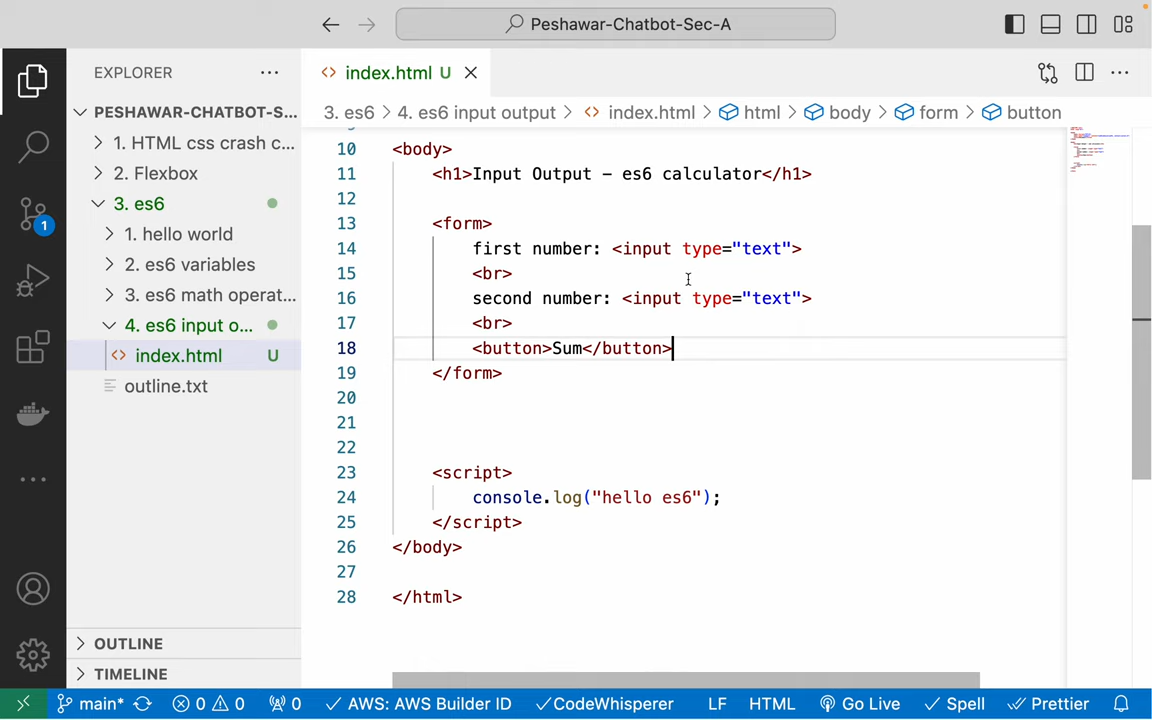 Peshawar-Chatbot-Sec-A
EXPLORER
index.html U
PESHAWAR-CHATBOT-S...
3. es6 > 4. es6 input output > index.html > html > body > form > button
1. HTML css crash c...
2. Flexbox
3. es6
1. hello world
2. es6 variables
3. es6 math operat...
4. es6 input o...
index.html U
outline.txt
OUTLINE
TIMELINE
1
10 <body>
11 <h1>Input Output - es6 calculator</h1>
12
13 <form>
14 first number: <input type="text">
15 <br>
16 second number: <input type="text">
17 <br>
18 <button>Sum</button>
19 </form>
20
21
22
23 <script>
24 console.log("hello es6");
25 </script>
26 </body>
27
28 </html>
main* 0 0 0 AWS: AWS Builder ID CodeWhisperer LF HTML Go Live Spell Prettier